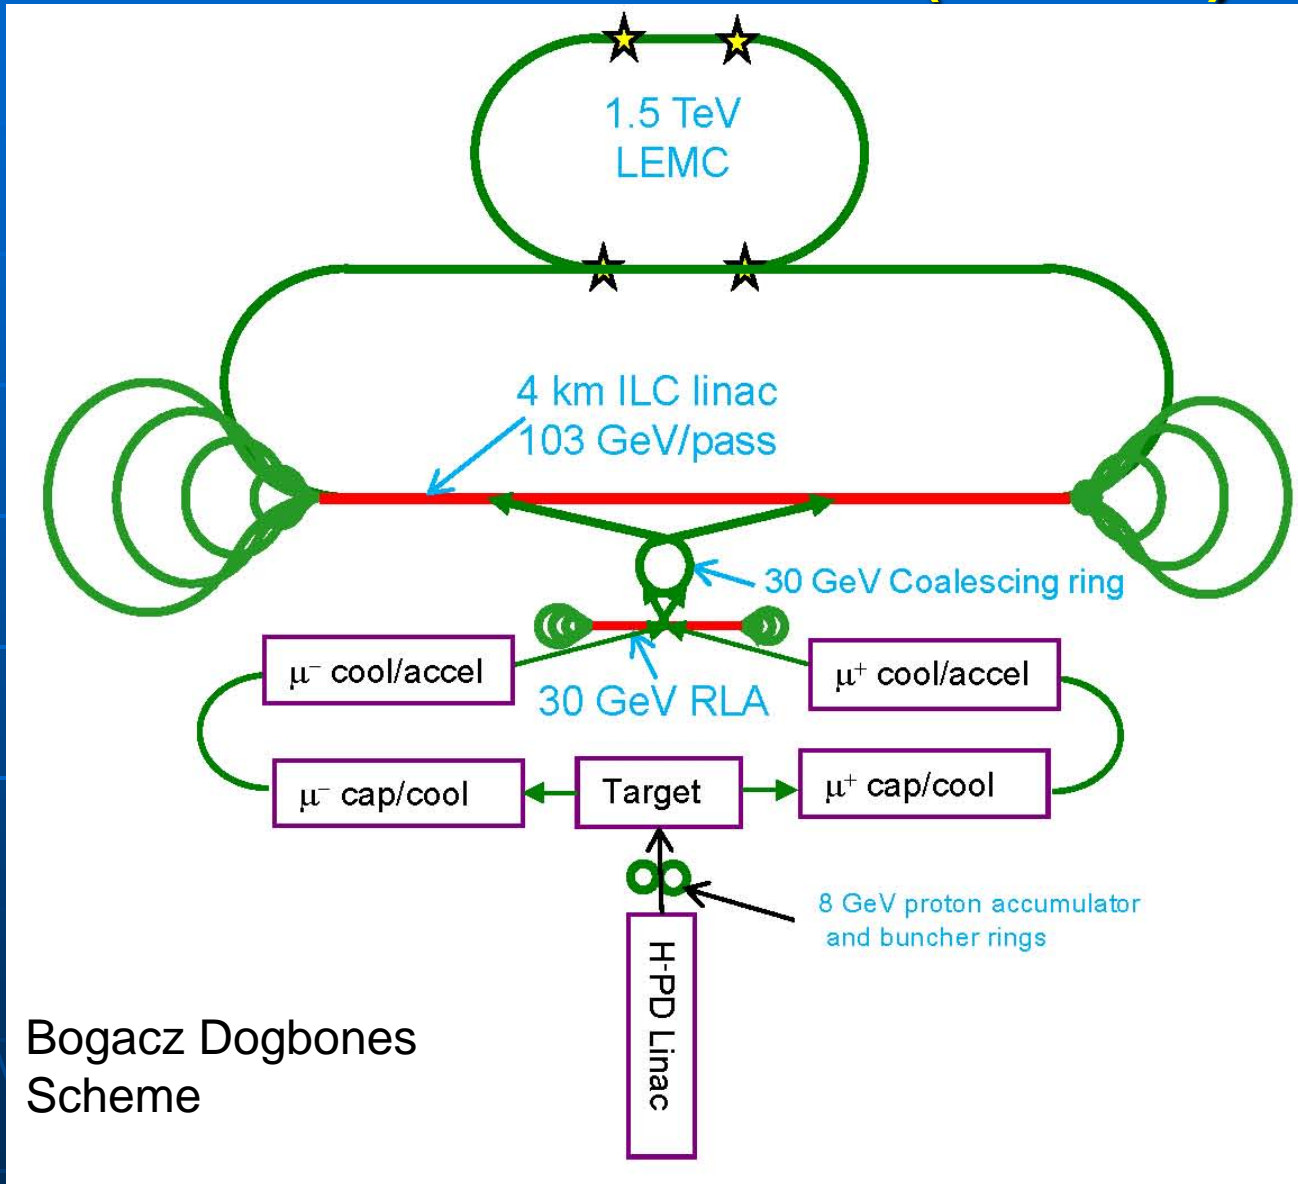 1.5 TeV
LEMC
4 km ILC linac
103 GeV/pass
30 GeV Coalescing ring
μ⁻ cool/accel
μ⁺ cool/accel
30 GeV RLA
μ⁻ cap/cool
Target
μ⁺ cap/cool
8 GeV proton accumulator
and buncher rings
H-PD Linac
Bogacz Dogbones
Scheme